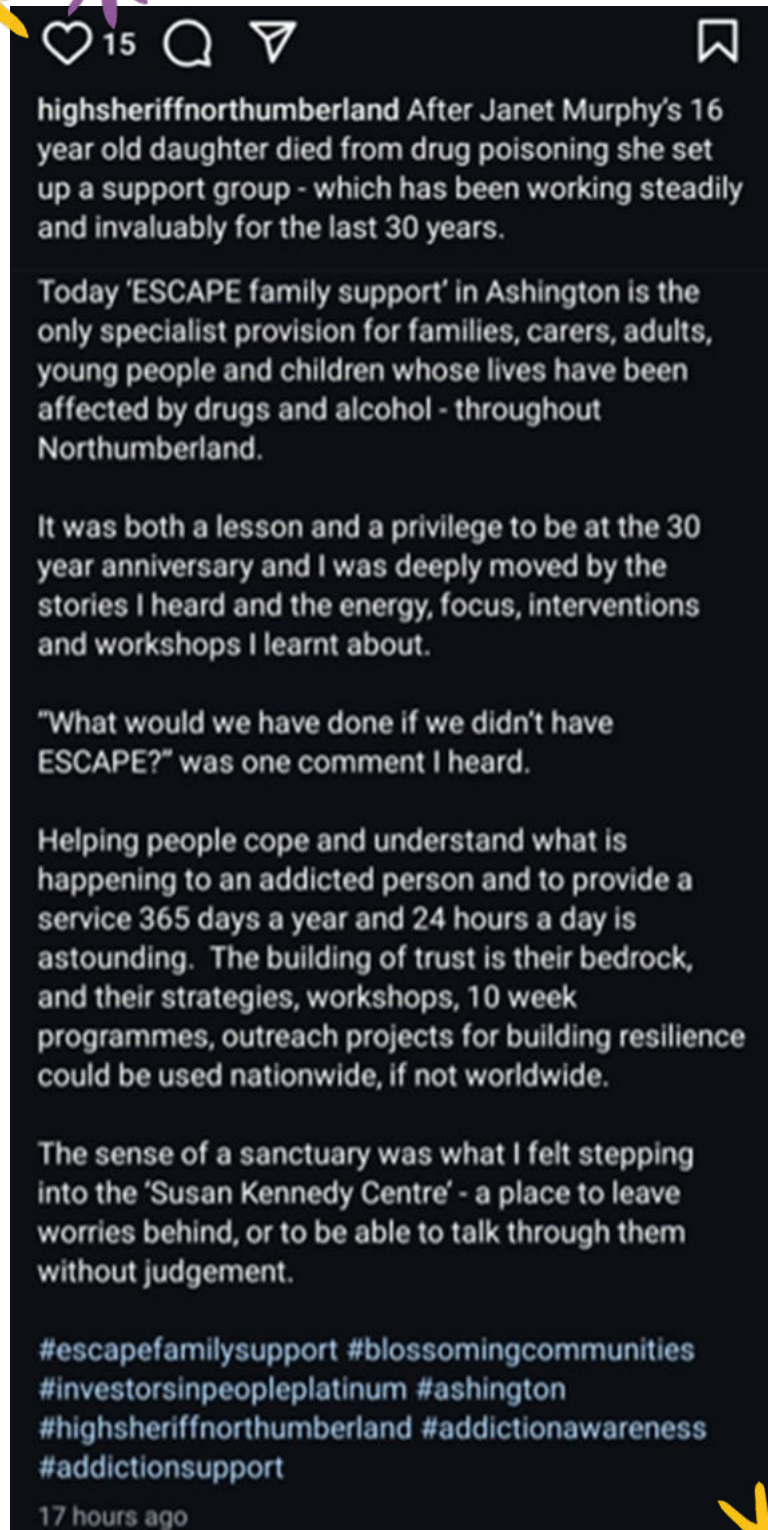 15
highsheriffnorthumberland After Janet Murphy's 16
year old daughter died from drug poisoning she set
up a support group - which has been working steadily
and invaluably for the last 30 years.
Today 'ESCAPE family support' in Ashington is the
only specialist provision for families, carers, adults,
young people and children whose lives have been
affected by drugs and alcohol - throughout
Northumberland.
It was both a lesson and a privilege to be at the 30
year anniversary and I was deeply moved by the
stories I heard and the energy, focus, interventions
and workshops I learnt about.
"What would we have done if we didn't have
ESCAPE?" was one comment I heard.
Helping people cope and understand what is
happening to an addicted person and to provide a
service 365 days a year and 24 hours a day is
astounding.  The building of trust is their bedrock,
and their strategies, workshops, 10 week
programmes, outreach projects for building resilience
could be used nationwide, if not worldwide.
The sense of a sanctuary was what I felt stepping
into the 'Susan Kennedy Centre' - a place to leave
worries behind, or to be able to talk through them
without judgement.
#escapefamilysupport #blossomingcommunities
#investorsinpeopleplatinum #ashington
#highsheriffnorthumberland #addictionawareness
#addictionsupport
17 hours ago